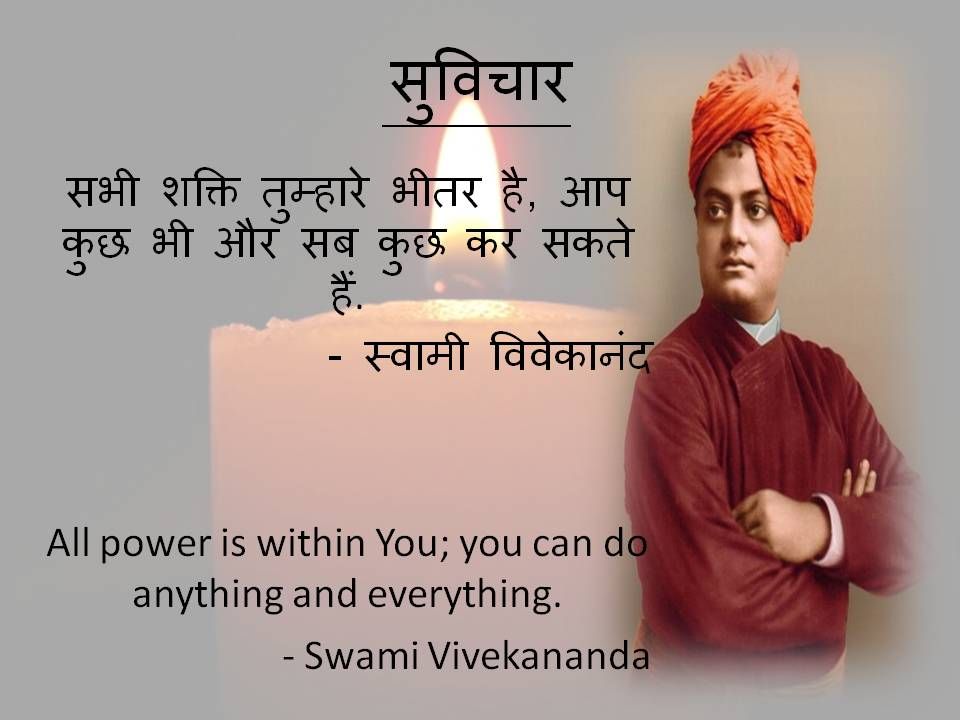 सुविचार
सभी शक्ति तुम्हारे भीतर है, आप
कुछ भी और सब कुछ कर सकते
हैं.
- स्वामी विवेकानंद
All power is within You; you can do
anything and everything.
- Swami Vivekananda